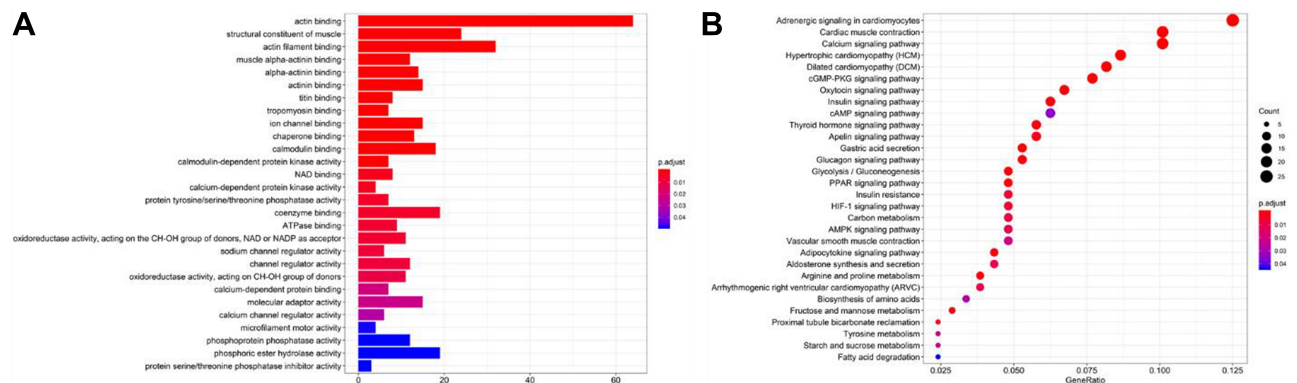 A
actin binding
structural constituent of muscle
actin filament binding
muscle alpha-actinin binding
alpha-actinin binding
actinin binding
titin binding
tropomyosin binding
ion channel binding
chaperone binding
calmodulin binding
calmodulin-dependent protein kinase activity
NAD binding
calcium-dependent protein kinase activity
protein tyrosine/serine/threonine phosphatase activity
coenzyme binding
ATPase binding
oxidoreductase activity, acting on the CH-OH group of donors, NAD or NADP as acceptor
sodium channel regulator activity
channel regulator activity
oxidoreductase activity, acting on CH-OH group of donors
calcium-dependent protein binding
molecular adaptor activity
calcium channel regulator activity
microfilament motor activity
phosphoprotein phosphatase activity
phosphoric ester hydrolase activity
protein serine/threonine phosphatase inhibitor activity
0 20 40 60
p.adjust
0.01
0.02
0.03
0.04
B
Adrenergic signaling in cardiomyocytes
Cardiac muscle contraction
Calcium signaling pathway
Hypertrophic cardiomyopathy (HCM)
Dilated cardiomyopathy (DCM)
cGMP-PKG signaling pathway
Oxytocin signaling pathway
Insulin signaling pathway
cAMP signaling pathway
Thyroid hormone signaling pathway
Apelin signaling pathway
Gastric acid secretion
Glucagon signaling pathway
Glycolysis / Gluconeogenesis
PPAR signaling pathway
Insulin resistance
HIF-1 signaling pathway
Carbon metabolism
AMPK signaling pathway
Vascular smooth muscle contraction
Adipocytokine signaling pathway
Aldosterone synthesis and secretion
Arginine and proline metabolism
Arrhythmogenic right ventricular cardiomyopathy (ARVC)
Biosynthesis of amino acids
Fructose and mannose metabolism
Proximal tubule bicarbonate reclamation
Tyrosine metabolism
Starch and sucrose metabolism
Fatty acid degradation
0.025 0.050 0.075 0.100 0.125
GeneRatio
Count
5
10
15
20
25
p.adjust
0.01
0.02
0.03
0.04